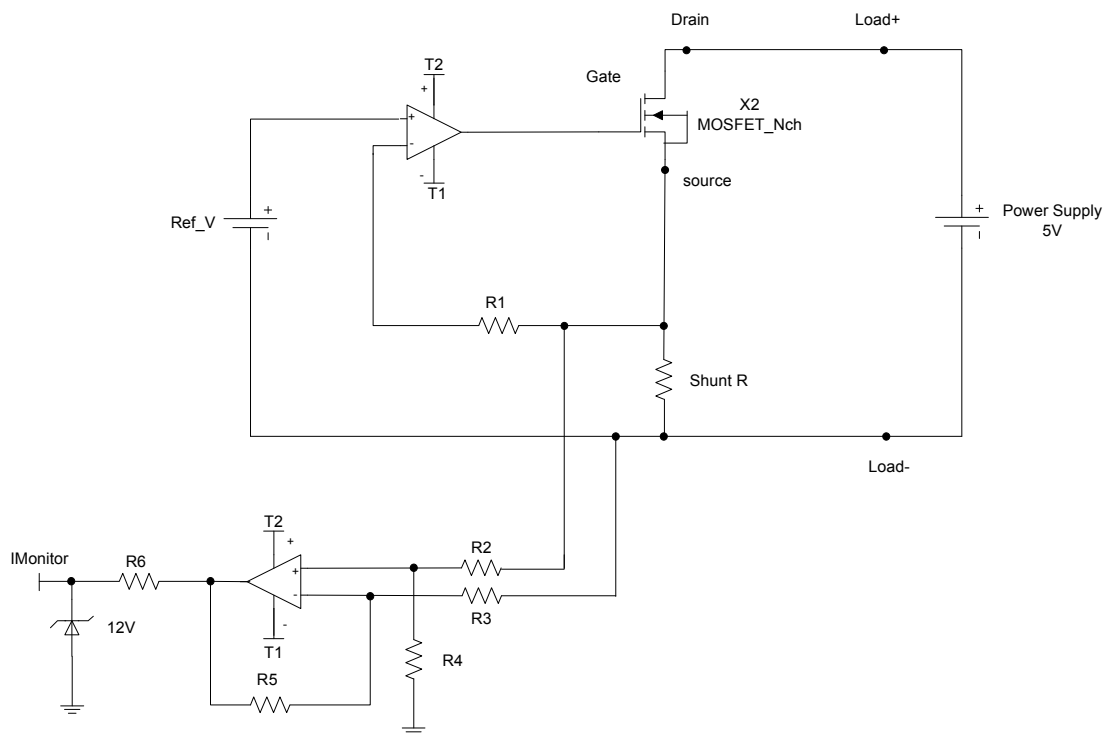 Drain
Load+
T2
+
Gate
X2
MOSFET_Nch
+
-
-
T1
source
Ref_V
+
-
+
-
Power Supply
5V
R1
Shunt R
Load-
T2
+
IMonitor
R6
R2
+
-
R3
12V
-
T1
R4
R5